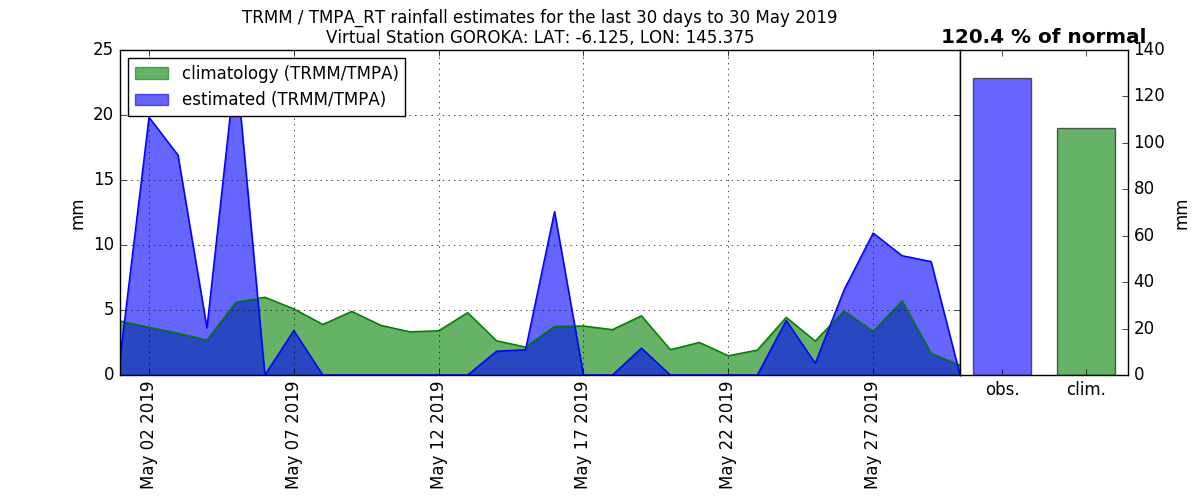 TRMM / TMPA_RT rainfall estimates for the last 30 days to 30 May 2019
Virtual Station GOROKA: LAT: -6.125, LON: 145.375
120.4 % of normal
climatology (TRMM/TMPA)
estimated (TRMM/TMPA)
25
20
15
10
5
0
mm
May 02 2019
May 07 2019
May 12 2019
May 17 2019
May 22 2019
May 27 2019
obs.
clim.
140
120
100
80
60
40
20
0
mm